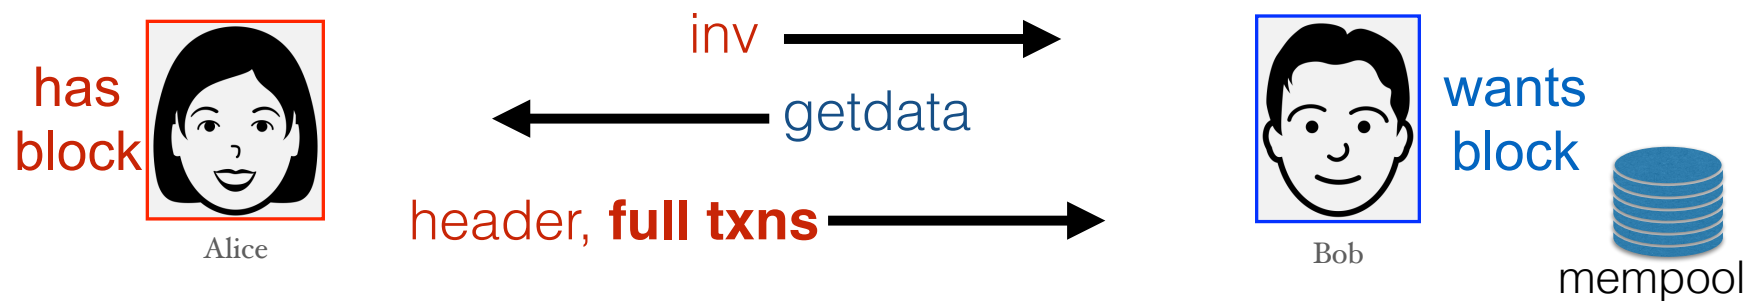 has
block
Alice
inv
getdata
header, full txns
wants
block
Bob
mempool